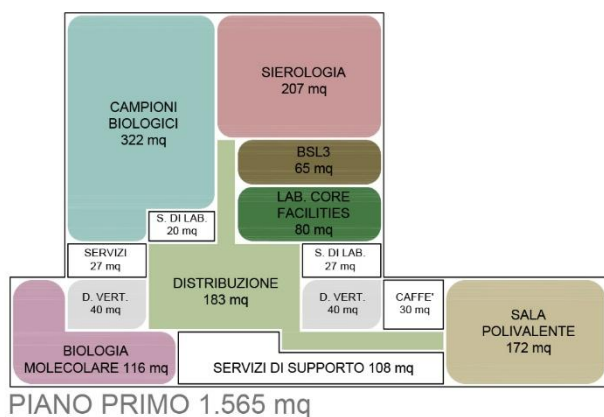 SIEROLOGIA
207 mq
CAMPIONI
BIOLOGICI
322 mq
BSL3
65 mq
LAB. CORE
FACILITIES
80 mq
S. DI LAB.
20 mq
SERVIZI
27 mq
S. DI LAB.
27 mq
DISTRIBUZIONE
183 mq
D. VERT.
40 mq
D. VERT.
40 mq
CAFFE'
30 mq
SALA
POLIVALENTE
172 mq
BIOLOGIA
MOLECOLARE 116 mq
SERVIZI DI SUPPORTO 108 mq
PIANO PRIMO 1.565 mq